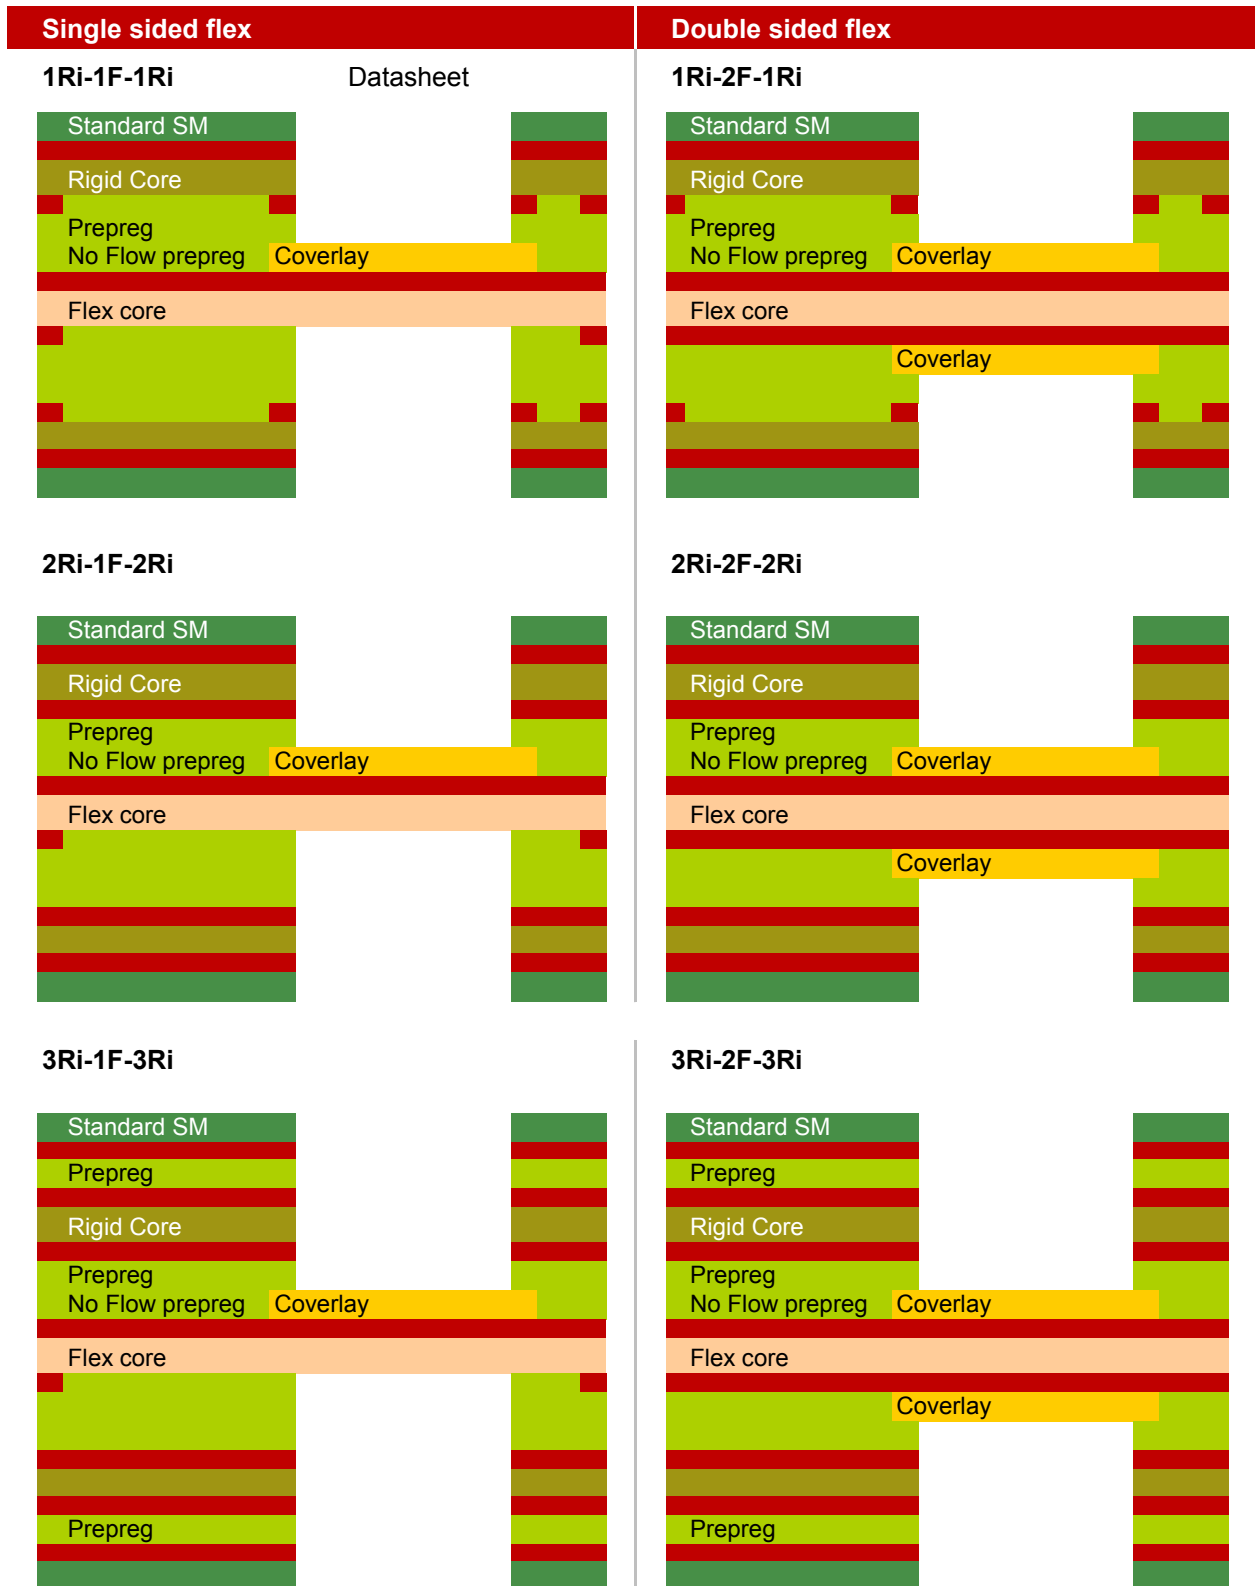 Single sided flex
Double sided flex
1Ri-1F-1Ri
Datasheet
1Ri-2F-1Ri
Standard SM
Rigid Core
Prepreg
No Flow prepreg
Coverlay
Flex core
Standard SM
Rigid Core
Prepreg
No Flow prepreg
Coverlay
Flex core
Coverlay
2Ri-1F-2Ri
2Ri-2F-2Ri
Standard SM
Rigid Core
Prepreg
No Flow prepreg
Coverlay
Flex core
Standard SM
Rigid Core
Prepreg
No Flow prepreg
Coverlay
Flex core
Coverlay
3Ri-1F-3Ri
3Ri-2F-3Ri
Standard SM
Prepreg
Rigid Core
Prepreg
No Flow prepreg
Coverlay
Flex core
Prepreg
Standard SM
Prepreg
Rigid Core
Prepreg
No Flow prepreg
Coverlay
Flex core
Coverlay
Prepreg